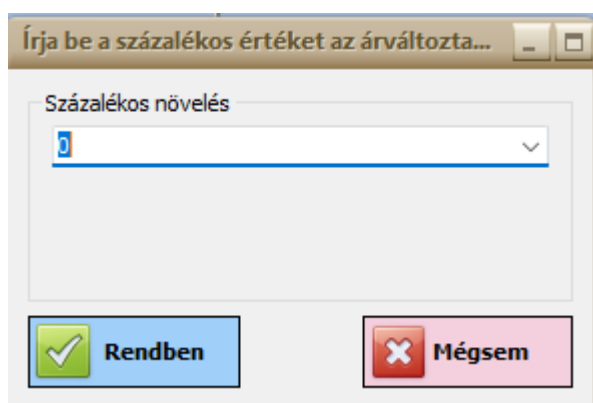 Írja be a százalékos értéket az árváltozta...
Százalékos növelés
0
Rendben
Mégsem